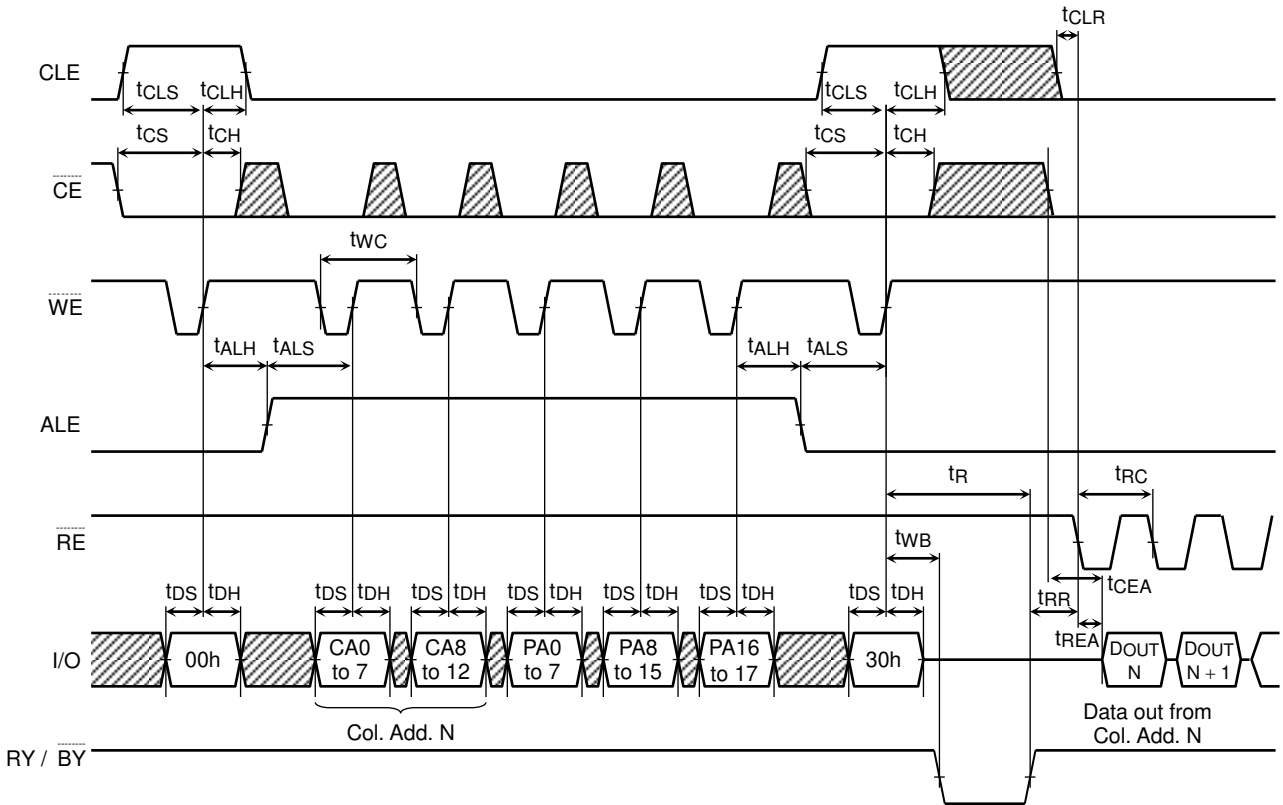 tCLR
CLE
tCLS tCLH tCLS tCLH
tCS tCH tCS tCH
CE
tWC
WE
tALH tALS tALH tALS
ALE
tR tRC
RE
tWB
tCEA
tDS tDH tDS tDH tDS tDH tDS tDH tDS tDH tDS tDH tDS tDH tRR
tREA
I/O 00h CA0 to 7 CA8 to 12 PA0 to 7 PA8 to 15 PA16 to 17 30h DOUT N DOUT N + 1
Col. Add. N
Data out from
Col. Add. N
RY / BY